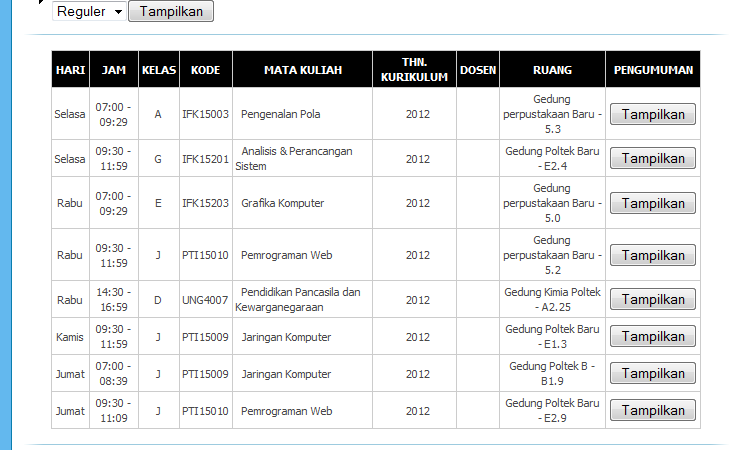 Reguler Tampilkan
HARI JAM KELAS KODE MATA KULIAH THN. KURIKULUM DOSEN RUANG PENGUMUMAN
Selasa 07:00 - 09:29 A IFK15003 Pengenalan Pola 2012 Gedung perpustakaan Baru - 5.3 Tampilkan
Selasa 09:30 - 11:59 G IFK15201 Analisis & Perancangan Sistem 2012 Gedung Poltek Baru - E2.4 Tampilkan
Rabu 07:00 - 09:29 E IFK15203 Grafika Komputer 2012 Gedung perpustakaan Baru - 5.0 Tampilkan
Rabu 09:30 - 11:59 J PTI15010 Pemrograman Web 2012 Gedung perpustakaan Baru - 5.2 Tampilkan
Rabu 14:30 - 16:59 D UNG4007 Pendidikan Pancasila dan Kewarganegaraan 2012 Gedung Kimia Poltek - A2.25 Tampilkan
Kamis 09:30 - 11:59 J PTI15009 Jaringan Komputer 2012 Gedung Poltek Baru - E1.3 Tampilkan
Jumat 07:00 - 08:39 J PTI15009 Jaringan Komputer 2012 Gedung Poltek B - B1.9 Tampilkan
Jumat 09:30 - 11:09 J PTI15010 Pemrograman Web 2012 Gedung Poltek Baru - E2.9 Tampilkan